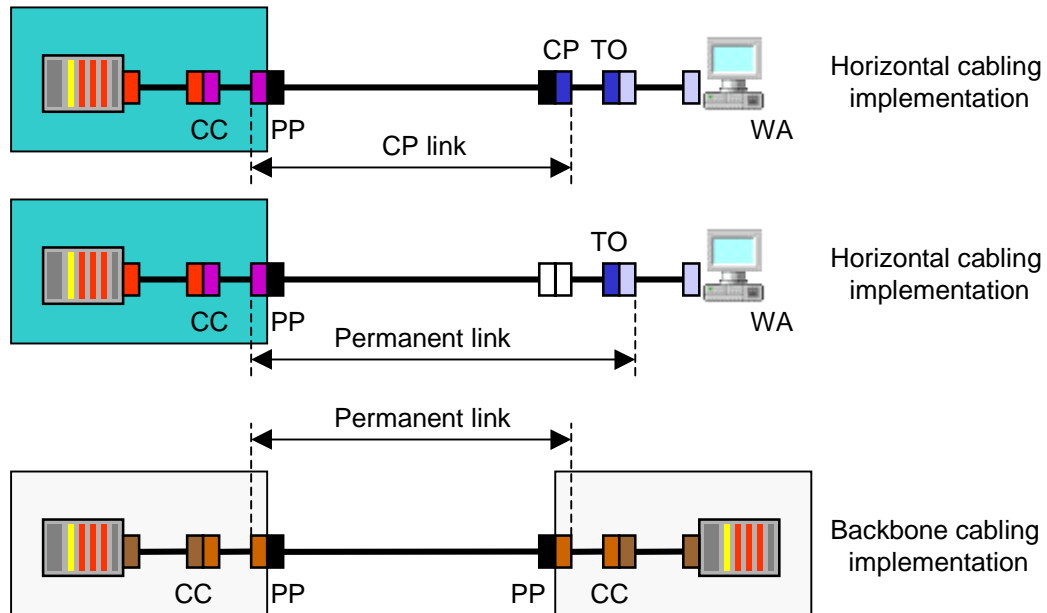 CP TO
Horizontal cabling
implementation
CC PP WA
CP link
TO
Horizontal cabling
implementation
CC PP WA
Permanent link
Permanent link
Backbone cabling
implementation
CC PP PP CC